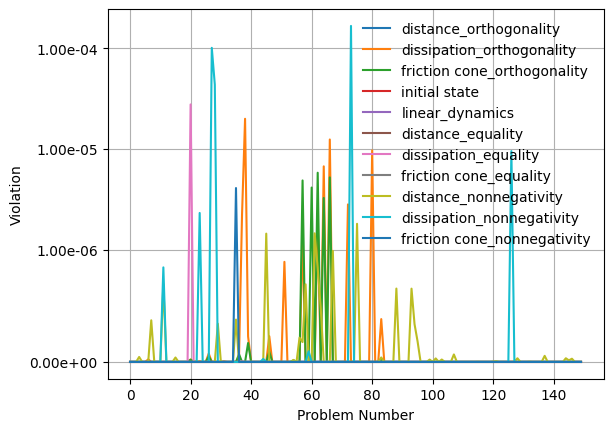 1.00e-04
1.00e-05
1.00e-06
0.00e+00
Violation
distance_orthogonality
dissipation_orthogonality
friction cone_orthogonality
initial state
linear_dynamics
distance_equality
dissipation_equality
friction cone_equality
distance_nonnegativity
dissipation_nonnegativity
friction cone_nonnegativity
0 20 40 60 80 100 120 140
Problem Number